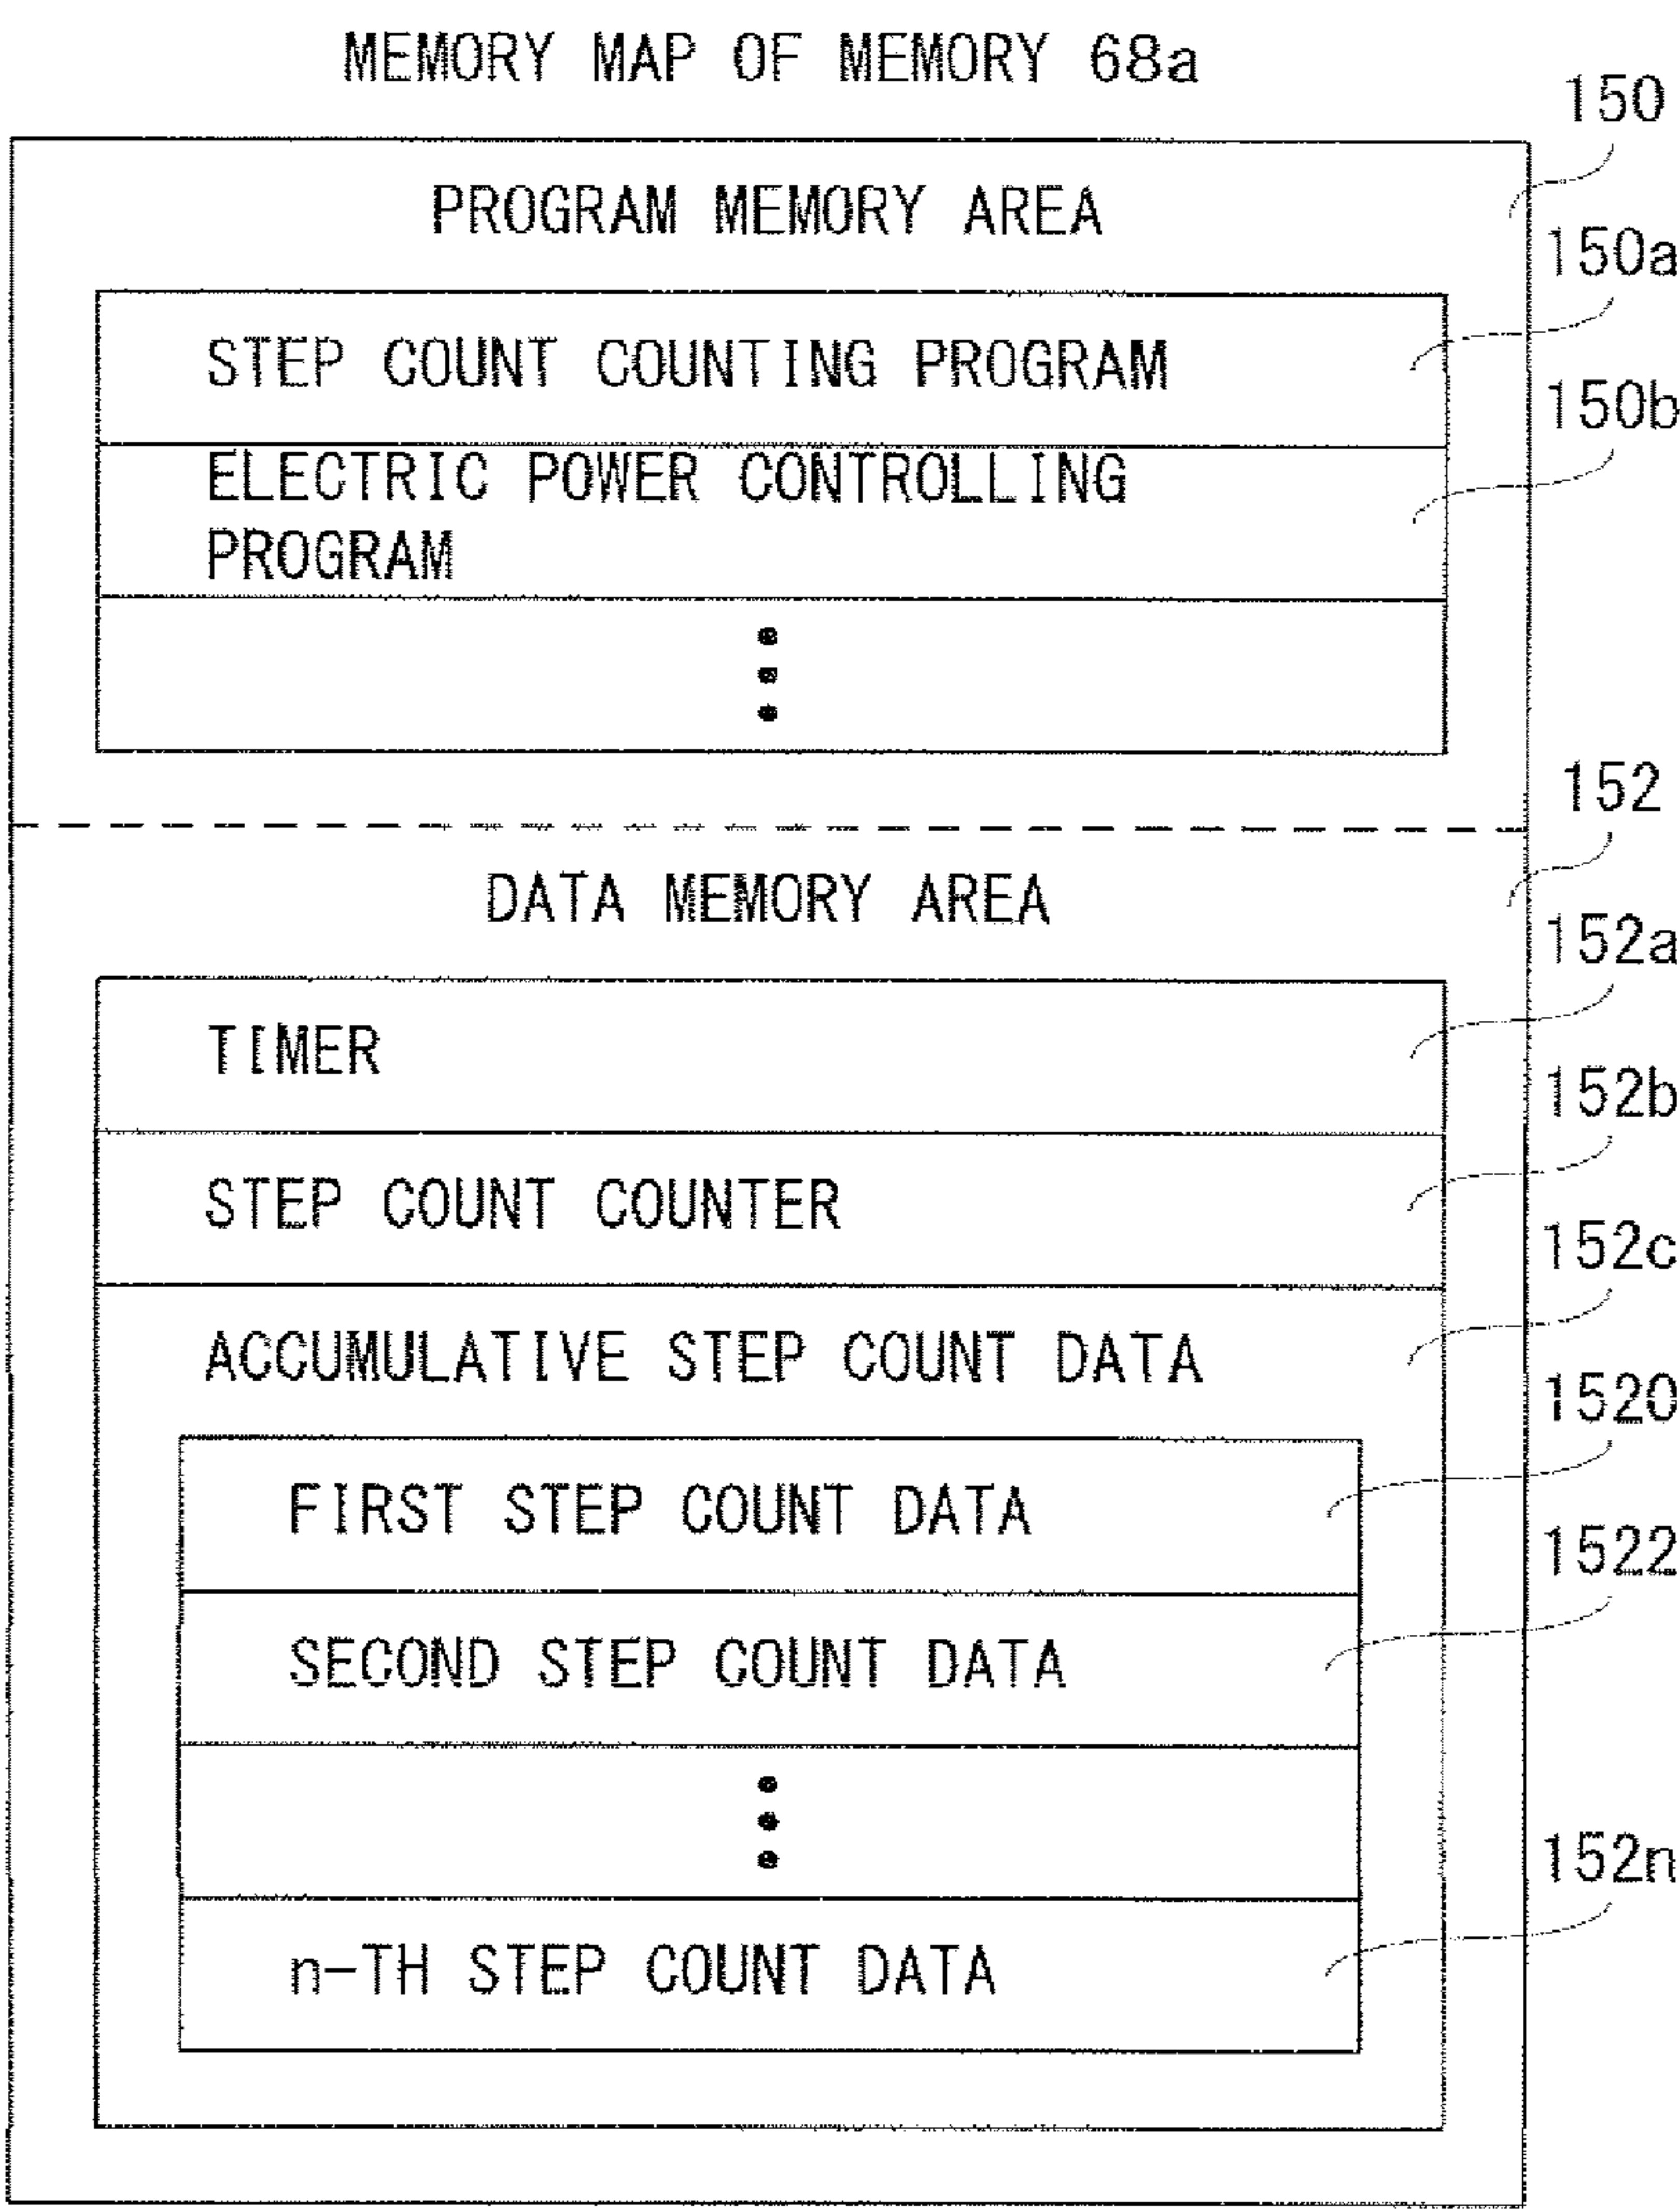 MEMORY MAP OF MEMORY 68a
150
PROGRAM MEMORY AREA
150a
STEP COUNT COUNTING PROGRAM
150b
ELECTRIC POWER CONTROLLING
PROGRAM
152
DATA MEMORY AREA
152a
TIMER
152b
STEP COUNT COUNTER
152c
ACCUMULATIVE STEP COUNT DATA
1520
FIRST STEP COUNT DATA
1522
SECOND STEP COUNT DATA
152n
n-TH STEP COUNT DATA